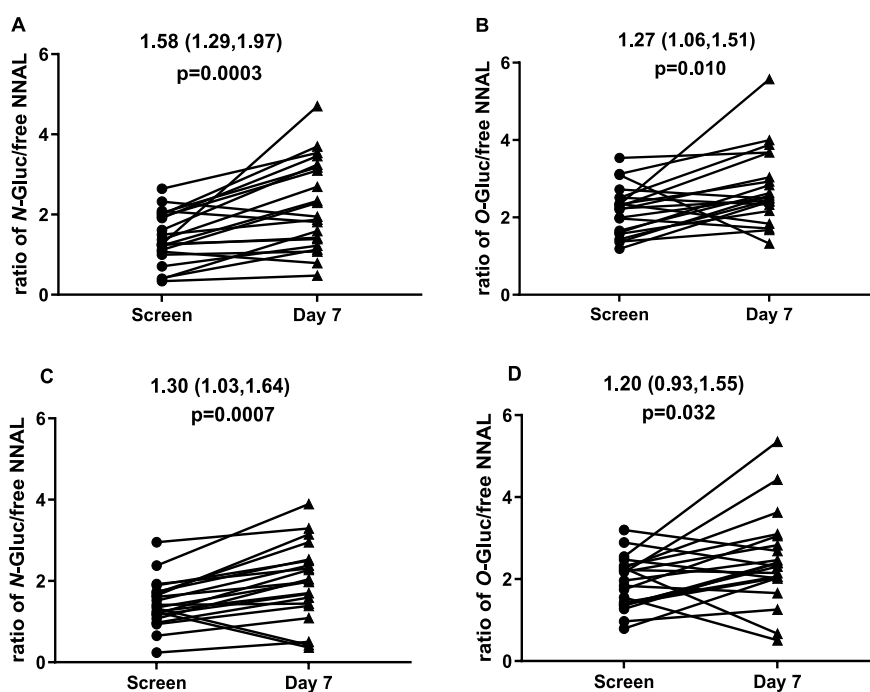 A
1.58 (1.29,1.97)
p=0.0003
ratio of N-Gluc/free NNAL
6
4
2
0
Screen
Day 7
B
1.27 (1.06,1.51)
p=0.010
ratio of O-Gluc/free NNAL
6
4
2
0
Screen
Day 7
C
1.30 (1.03,1.64)
p=0.0007
ratio of N-Gluc/free NNAL
6
4
2
0
Screen
Day 7
D
1.20 (0.93,1.55)
p=0.032
ratio of O-Gluc/free NNAL
6
4
2
0
Screen
Day 7